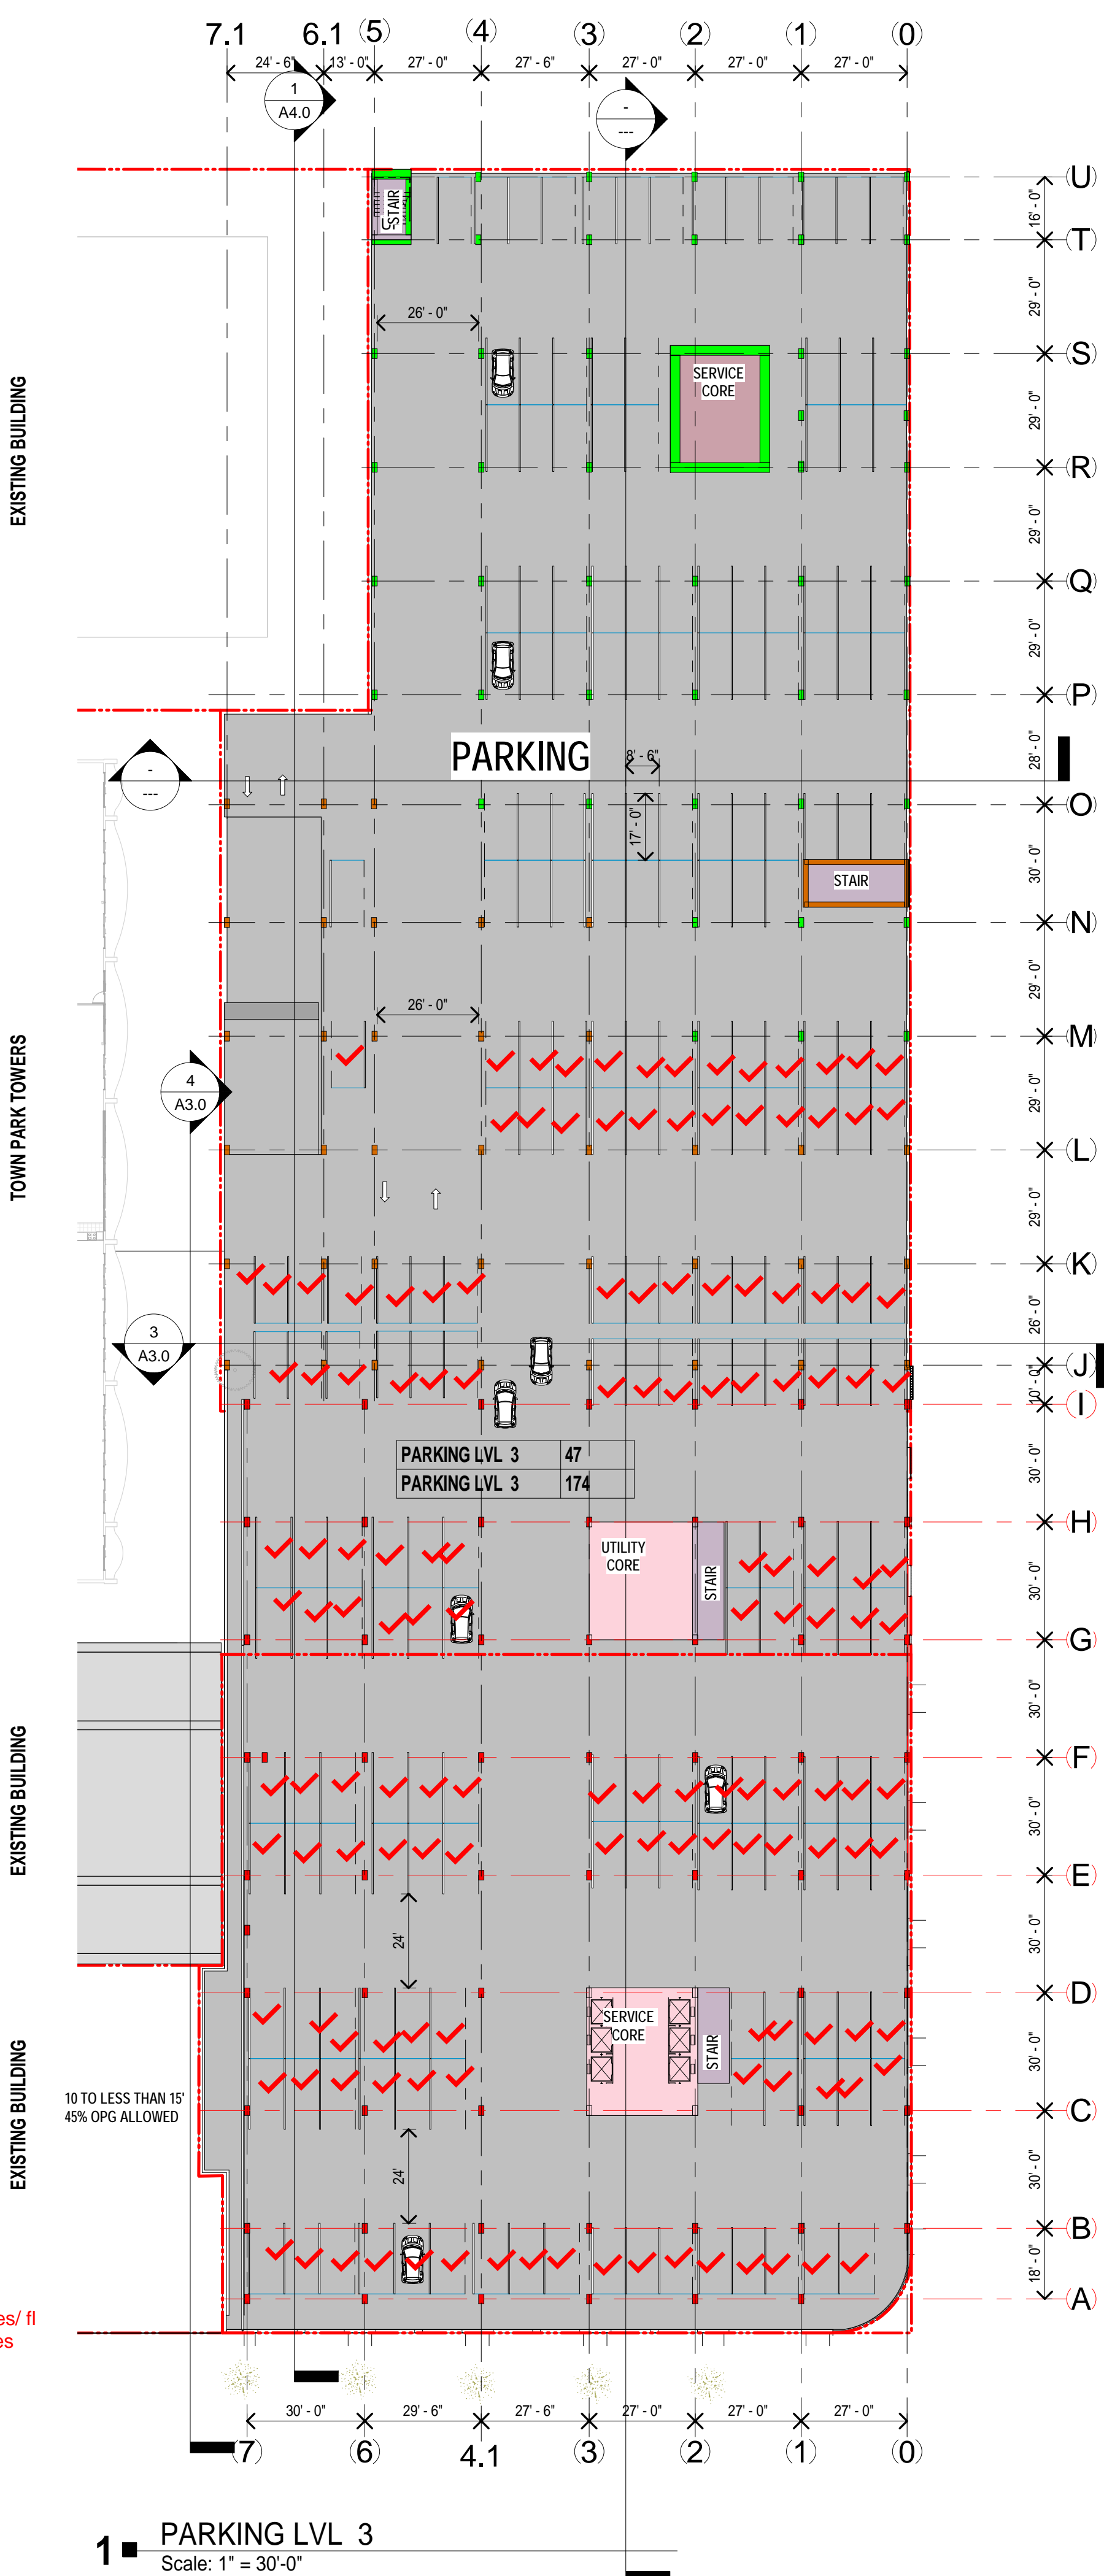 7.1 6.1 (5) (4) (3) (2) (1) (0)
24' - 6" 13' - 0" 27' - 0" 27' - 6" 27' - 0" 27' - 0" 27' - 0"
1
A4.0
-
---
(U)
16' - 0"
STAIR
(T)
29' - 0"
26' - 0"
(S)
SERVICE
CORE
29' - 0"
EXISTING BUILDING
(R)
29' - 0"
(Q)
29' - 0"
(P)
PARKING
8' - 6"
28' - 0"
-
---
(O)
17' - 0"
30' - 0"
STAIR
(N)
29' - 0"
26' - 0"
(M)
4
A3.0
29' - 0"
TOWN PARK TOWERS
(L)
29' - 0"
(K)
26' - 0"
3
A3.0
(J)
10' - 0"
(I)
PARKING LVL 3 47
PARKING LVL 3 174
30' - 0"
(H)
UTILITY
CORE
STAIR
30' - 0"
(G)
30' - 0"
(F)
EXISTING BUILDING
30' - 0"
(E)
24'
30' - 0"
(D)
SERVICE
CORE
STAIR
30' - 0"
EXISTING BUILDING
10 TO LESS THAN 15'
45% OPG ALLOWED
(C)
24'
30' - 0"
(B)
18' - 0"
(A)
es/ fl
es
30' - 0" 29' - 6" 27' - 6" 27' - 0" 27' - 0" 27' - 0"
(7) (6) 4.1 (3) (2) (1) (0)
1 PARKING LVL 3
Scale: 1" = 30'-0"